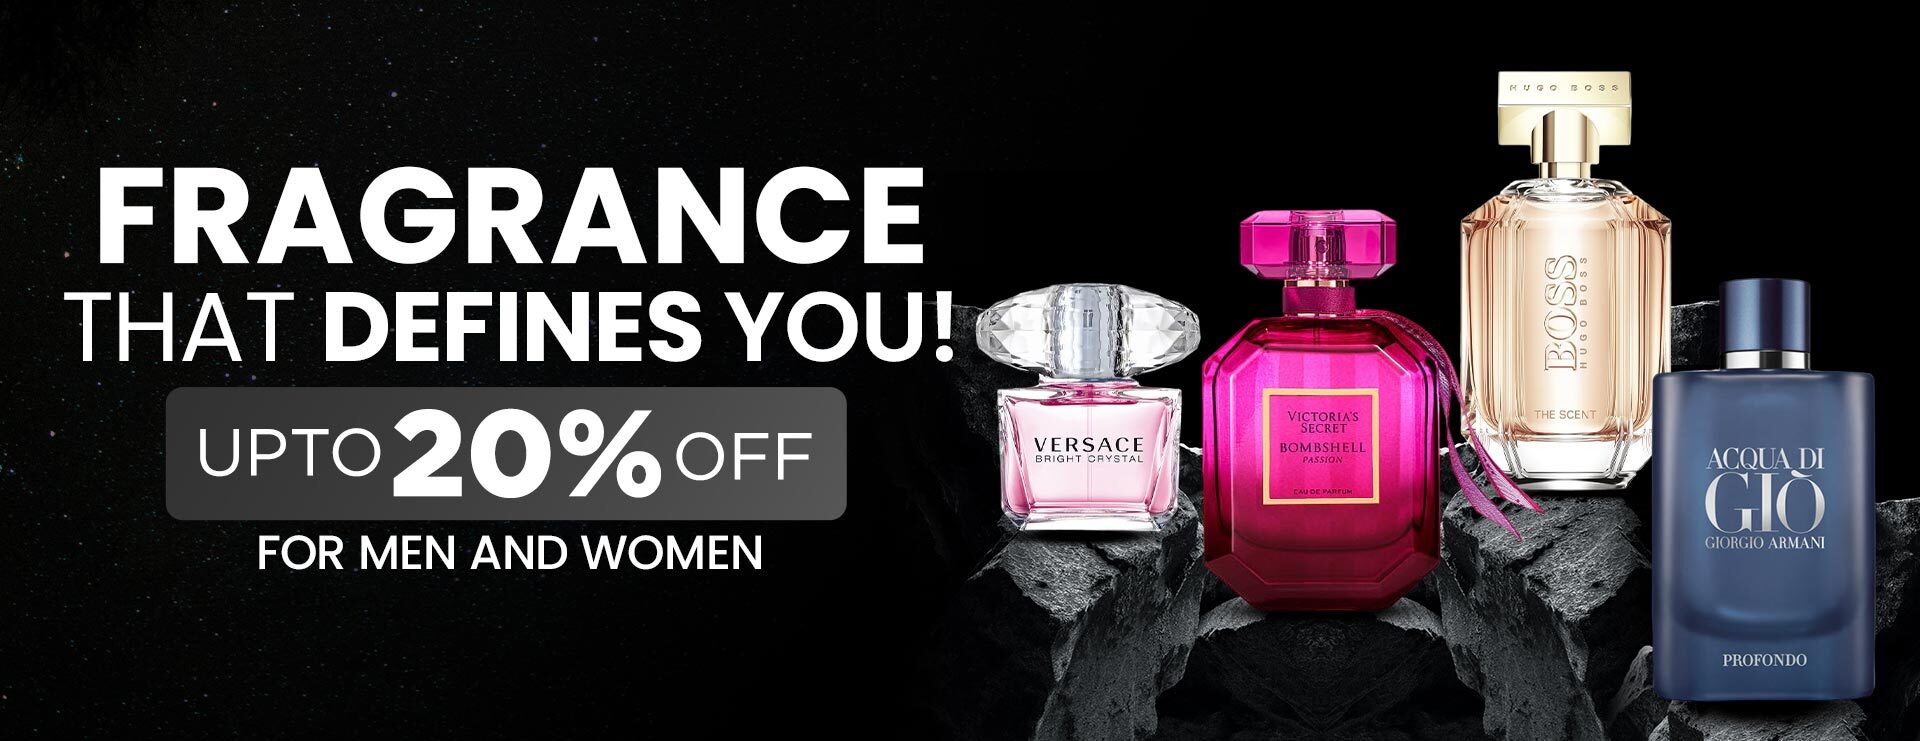 FRAGRANCE
THAT DEFINES YOU!
UPTO 20% OFF
FOR MEN AND WOMEN
VERSACE
BRIGHT CRYSTAL
VICTORIA'S
SECRET
BOMBSHELL
PASSION
EAU DE PARFUM
HUGO BOSS
BOSS
HUGO BOSS
THE SCENT
ACQUA DI
GIÒ
GIORGIO ARMANI
PROFONDO